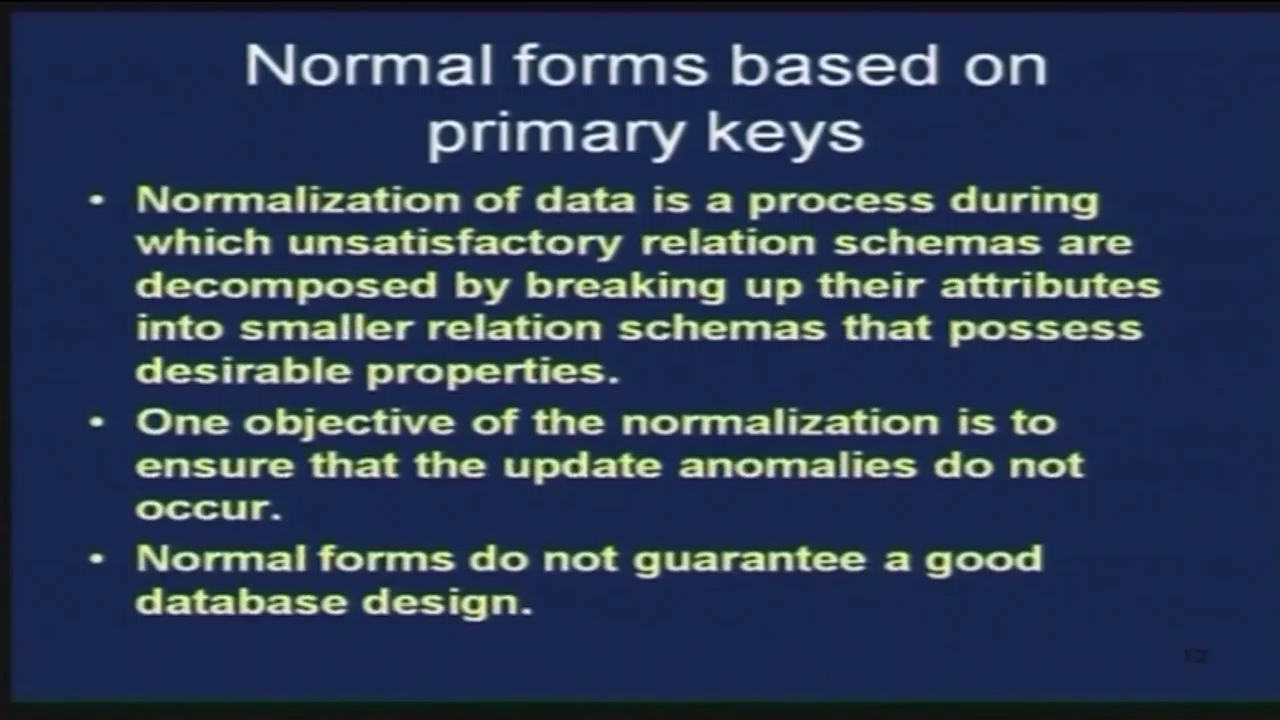 Normal forms based on
primary keys
• Normalization of data is a process during
which unsatisfactory relation schemas are
decomposed by breaking up their attributes
into smaller relation schemas that possess
desirable properties.
• One objective of the normalization is to
ensure that the update anomalies do not
occur.
• Normal forms do not guarantee a good
database design.
12